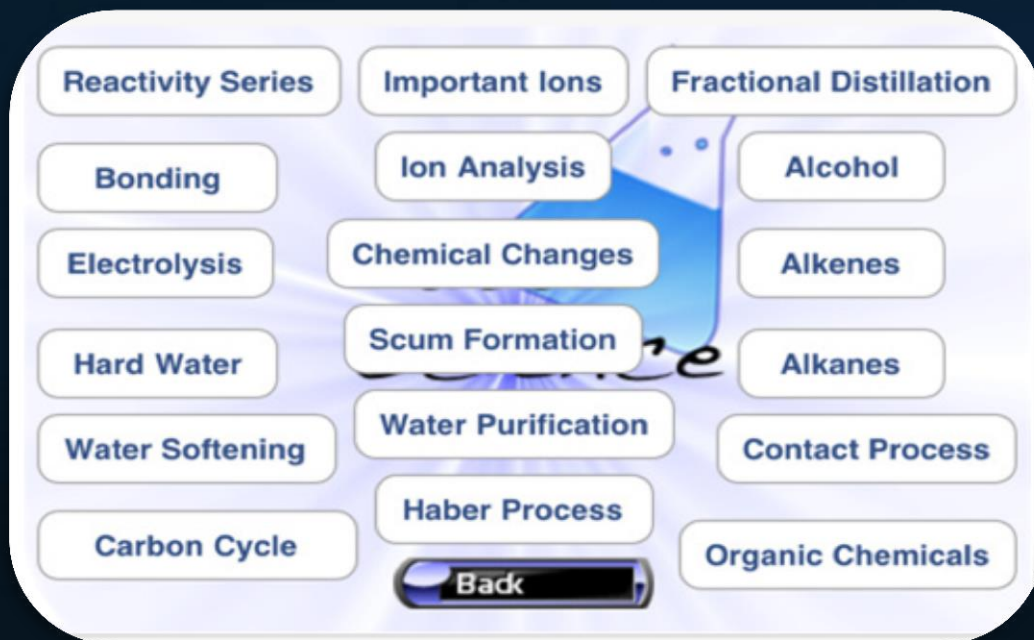 Reactivity Series
Important Ions
Fractional Distillation
Bonding
Ion Analysis
Alcohol
Electrolysis
Chemical Changes
Alkenes
Hard Water
Scum Formation
Alkanes
Water Softening
Water Purification
Contact Process
Carbon Cycle
Haber Process
Organic Chemicals
Back